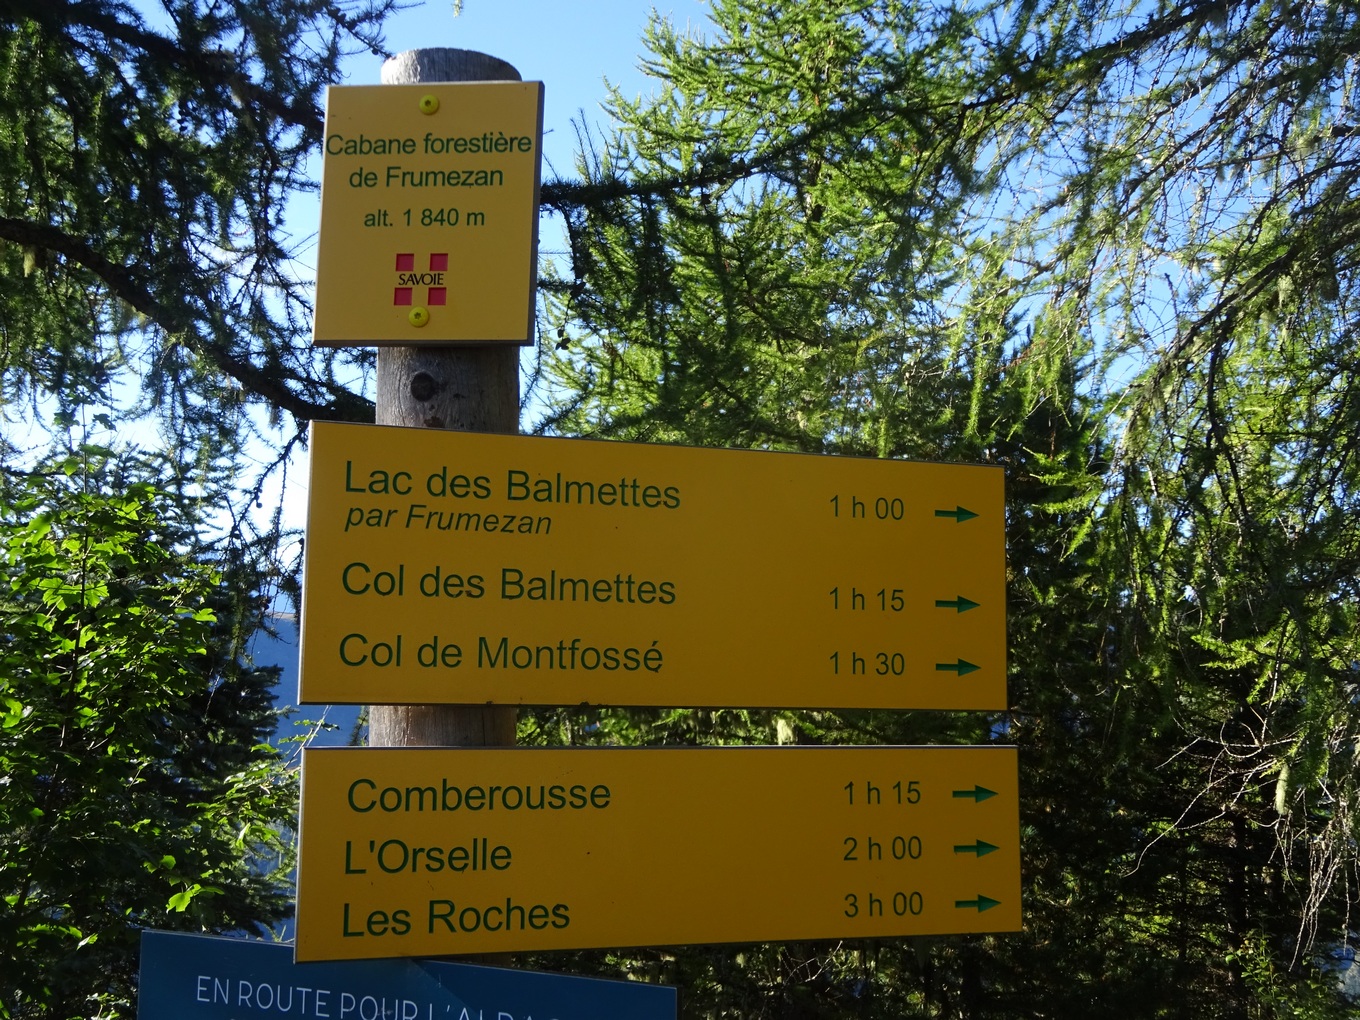 Cabane forestière
de Frumezan
alt. 1 840 m
SAVOIE
Lac des Balmettes 1 h 00
par Frumezan
Col des Balmettes 1 h 15
Col de Montfossé 1 h 30
Comberousse 1 h 15
L'Orselle 2 h 00
Les Roches 3 h 00
EN ROUTE POUR